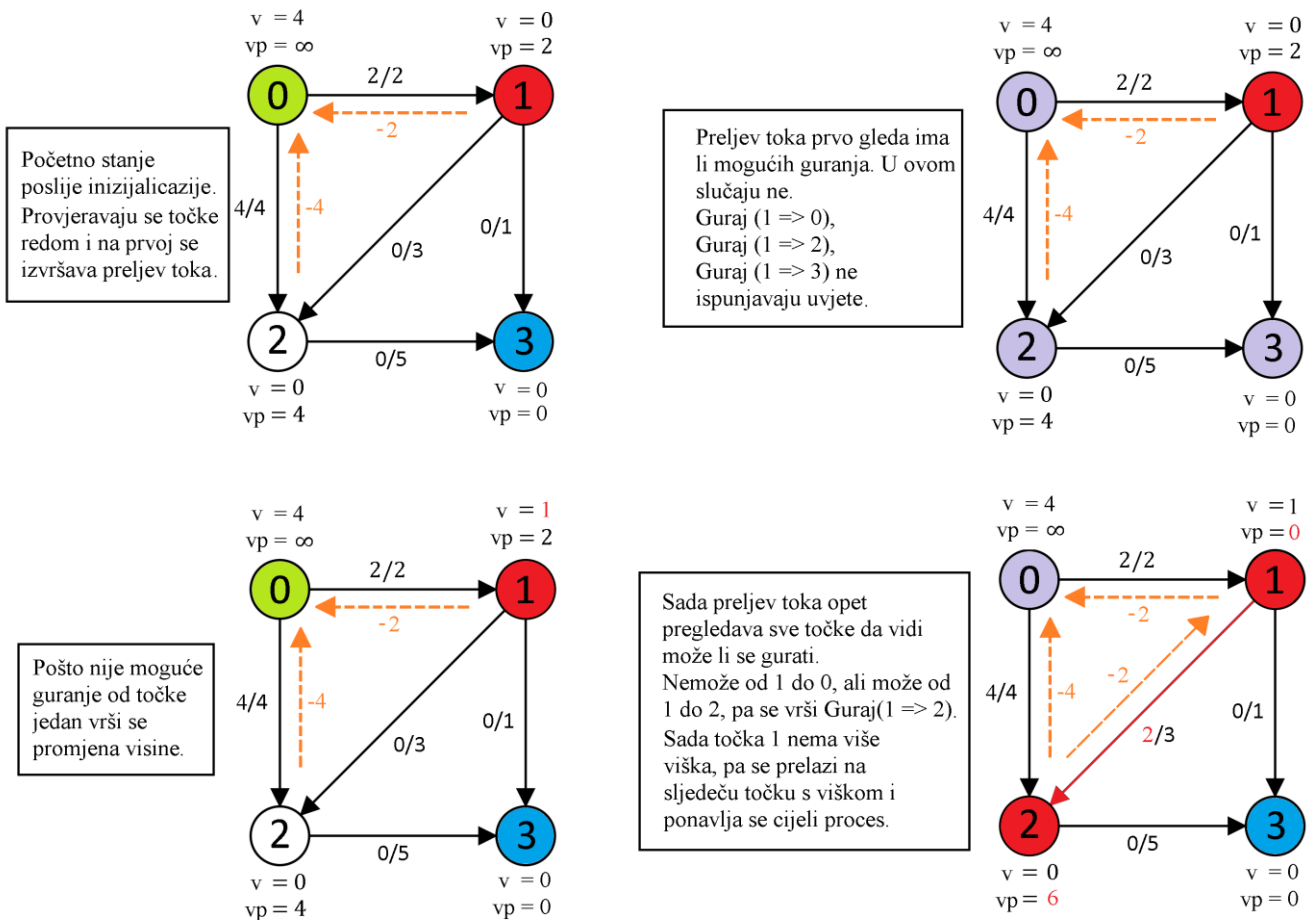 v = 4
vp = ∞
v = 0
vp = 2
0
2/2
1
-2
Početno stanje
poslije inizijalicazije.
Provjeravaju se točke
redom i na prvoj se
izvršava preljev toka.
4/4
-4
0/3
0/1
2
0/5
3
v = 0
vp = 4
v = 0
vp = 0
v = 4
vp = ∞
v = 0
vp = 2
0
2/2
1
-2
Preljev toka prvo gleda ima
li mogućih guranja. U ovom
slučaju ne.
Guraj (1 => 0),
Guraj (1 => 2),
Guraj (1 => 3) ne
ispunjavaju uvjete.
4/4
-4
0/3
0/1
2
0/5
3
v = 0
vp = 4
v = 0
vp = 0
v = 4
vp = ∞
v = 1
vp = 2
0
2/2
1
-2
Pošto nije moguće
guranje od točke
jedan vrši se
promjena visine.
4/4
-4
0/3
0/1
2
0/5
3
v = 0
vp = 4
v = 0
vp = 0
v = 4
vp = ∞
v = 1
vp = 0
0
2/2
1
-2
Sada preljev toka opet
pregledava sve točke da vidi
može li se gurati.
Nemože od 1 do 0, ali može od
1 do 2, pa se vrši Guraj(1 => 2).
Sada točka 1 nema više
viška, pa se prelazi na
sljedeču točku s viškom i
ponavlja se cijeli proces.
4/4
-4
-2
2/3
0/1
2
0/5
3
v = 0
vp = 6
v = 0
vp = 0